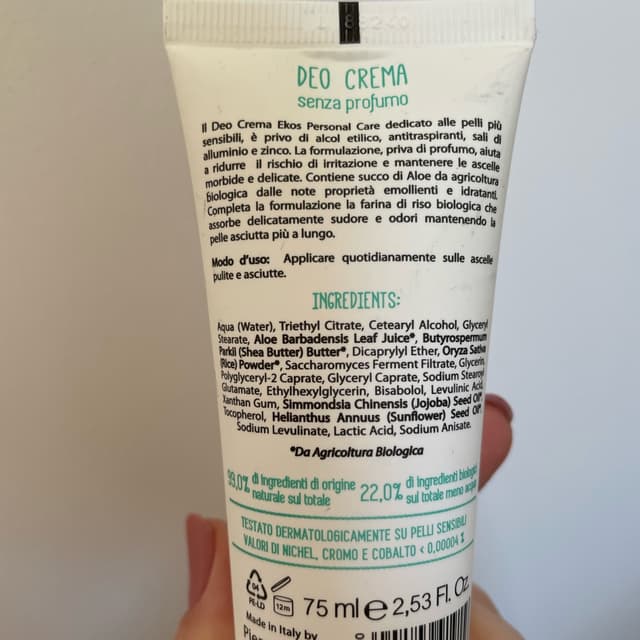 DEO CREMA
senza profumo
Il Deo Crema Ekos Personal Care dedicato alle pelli più
sensibili, è privo di alcol etilico, antitraspiranti, sali di
alluminio e zinco. La formulazione, priva di profumo, aiuta
a ridurre il rischio di irritazione e mantenere le ascelle
morbide e delicate. Contiene succo di Aloe da agricoltura
biologica dalle note proprietà emollienti e idratanti.
Completa la formulazione la farina di riso biologica che
assorbe delicatamente sudore e odori mantenendo la
pelle asciutta più a lungo.
Modo d'uso: Applicare quotidianamente sulle ascelle
pulite e asciutte.
INGREDIENTS:
Aqua (Water), Triethyl Citrate, Cetearyl Alcohol, Glyceryl
Stearate, Aloe Barbadensis Leaf Juice*, Butyrospermum
Parkii (Shea Butter) Butter*, Dicaprylyl Ether, Oryza Sativa
(Rice) Powder*, Saccharomyces Ferment Filtrate, Glycerin,
Polyglyceryl-2 Caprate, Glyceryl Caprate, Sodium Stearoyl
Glutamate, Ethylhexylglycerin, Bisabolol, Levulinic Acid,
Xanthan Gum, Simmondsia Chinensis (Jojoba) Seed Oil*,
Tocopherol, Helianthus Annuus (Sunflower) Seed Oil*,
Sodium Levulinate, Lactic Acid, Sodium Anisate.
*Da Agricoltura Biologica
99,0% di ingredienti di origine naturale sul totale
22,0% di ingredienti biologici sul totale meno acqua
TESTATO DERMATOLOGICAMENTE SU PELLI SENSIBILI
VALORI DI NICHEL, CROMO E COBALTO < 0,00004 %
04
PE-LD
12m
75 ml e 2,53 Fl. Oz.
Made in Italy by